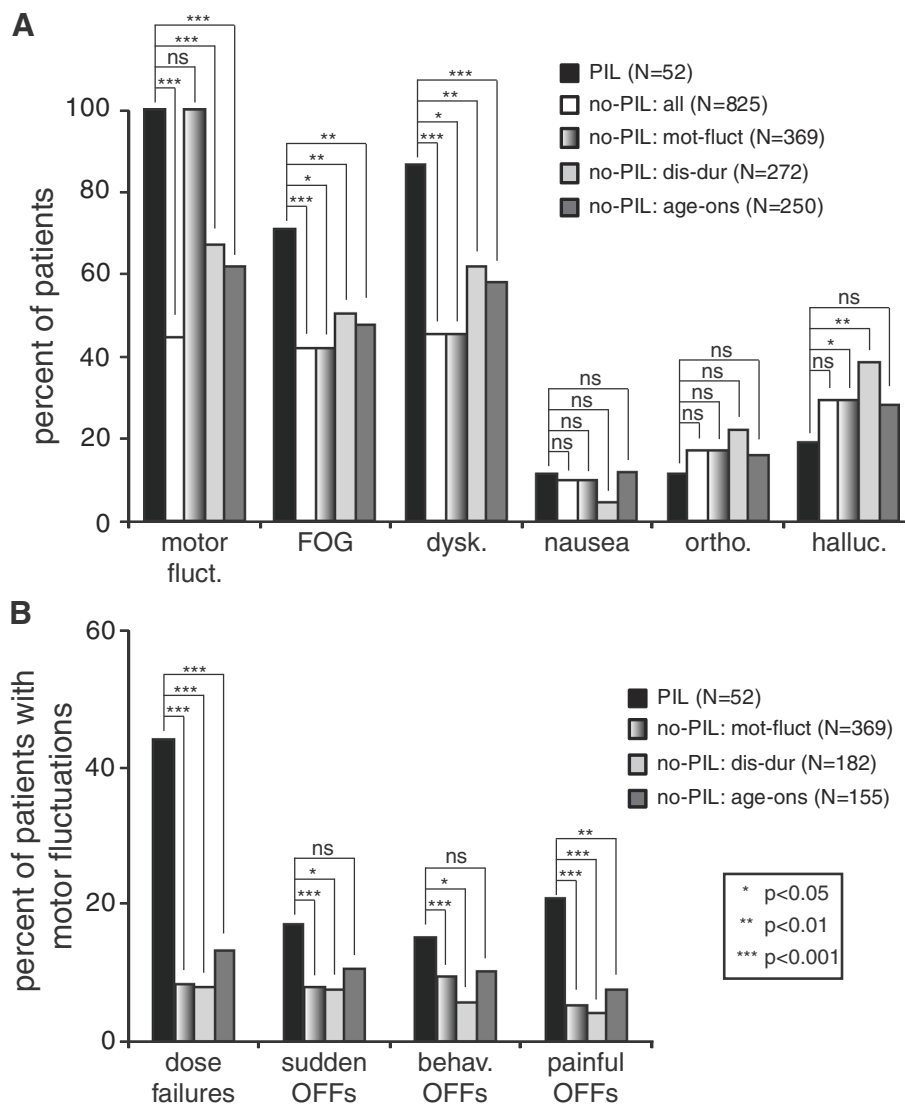 A
***
***
ns
***
PIL (N=52)
no-PIL: all (N=825)
no-PIL: mot-fluct (N=369)
no-PIL: dis-dur (N=272)
no-PIL: age-ons (N=250)
percent of patients
100
80
60
40
20
0
**
**
*
***
***
**
*
***
ns
ns
ns
ns
ns
ns
ns
ns
ns
**
*
ns
motor
fluct.
FOG
dysk.
nausea
ortho.
halluc.
B
percent of patients with
motor fluctuations
60
40
20
0
***
***
***
ns
*
***
ns
*
***
**
***
***
PIL (N=52)
no-PIL: mot-fluct (N=369)
no-PIL: dis-dur (N=182)
no-PIL: age-ons (N=155)
* p<0.05
** p<0.01
*** p<0.001
dose
failures
sudden
OFFs
behav.
OFFs
painful
OFFs